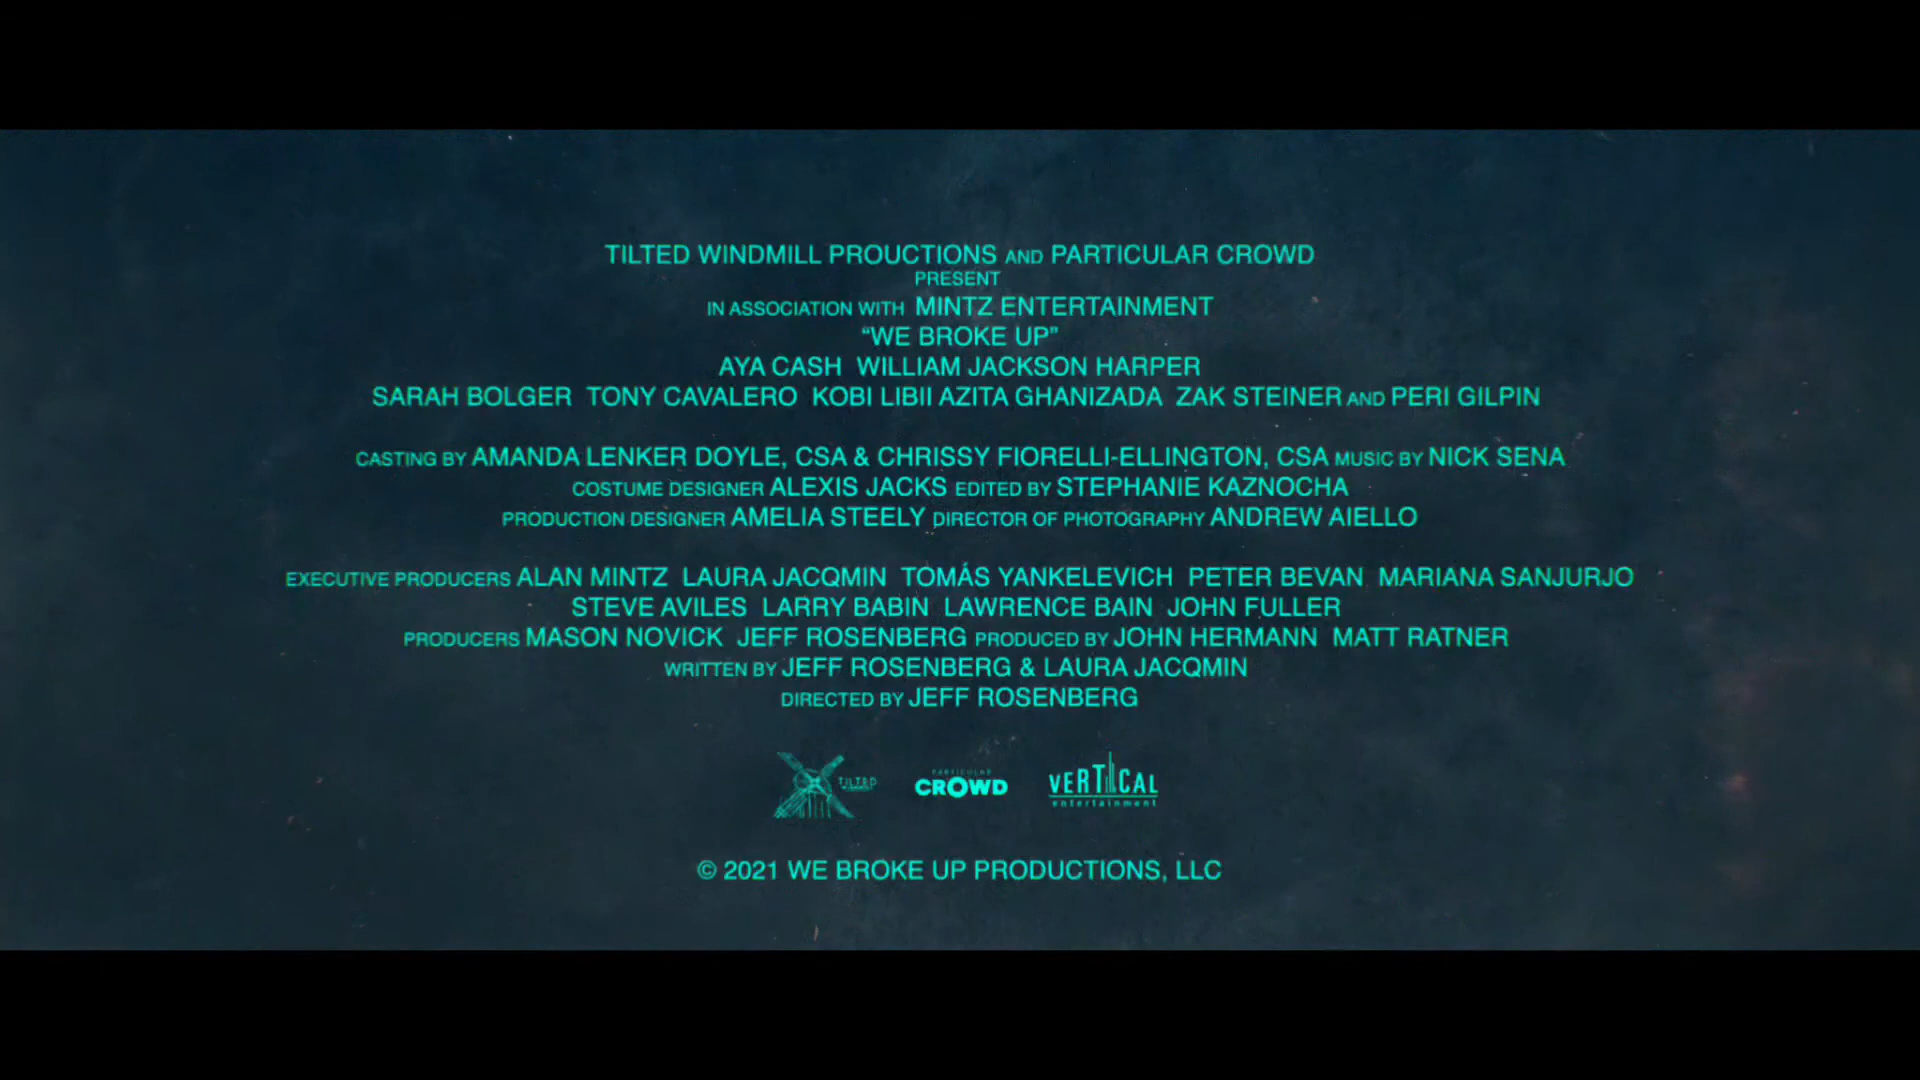 TILTED WINDMILL PROUCTIONS AND PARTICULAR CROWD
PRESENT
IN ASSOCIATION WITH MINTZ ENTERTAINMENT
“WE BROKE UP”
AYA CASH WILLIAM JACKSON HARPER
SARAH BOLGER TONY CAVALERO KOBI LIBII AZITA GHANIZADA ZAK STEINER AND PERI GILPIN
CASTING BY AMANDA LENKER DOYLE, CSA & CHRISSY FIORELLI-ELLINGTON, CSA MUSIC BY NICK SENA
COSTUME DESIGNER ALEXIS JACKS EDITED BY STEPHANIE KAZNOCHA
PRODUCTION DESIGNER AMELIA STEELY DIRECTOR OF PHOTOGRAPHY ANDREW AIELLO
EXECUTIVE PRODUCERS ALAN MINTZ LAURA JACQMIN TOMÁS YANKELEVICH PETER BEVAN MARIANA SANJURJO
STEVE AVILES LARRY BABIN LAWRENCE BAIN JOHN FULLER
PRODUCERS MASON NOVICK JEFF ROSENBERG PRODUCED BY JOHN HERMANN MATT RATNER
WRITTEN BY JEFF ROSENBERG & LAURA JACQMIN
DIRECTED BY JEFF ROSENBERG
TILTED
PARTICULAR
CROWD
VERTICAL
entertainment
© 2021 WE BROKE UP PRODUCTIONS, LLC